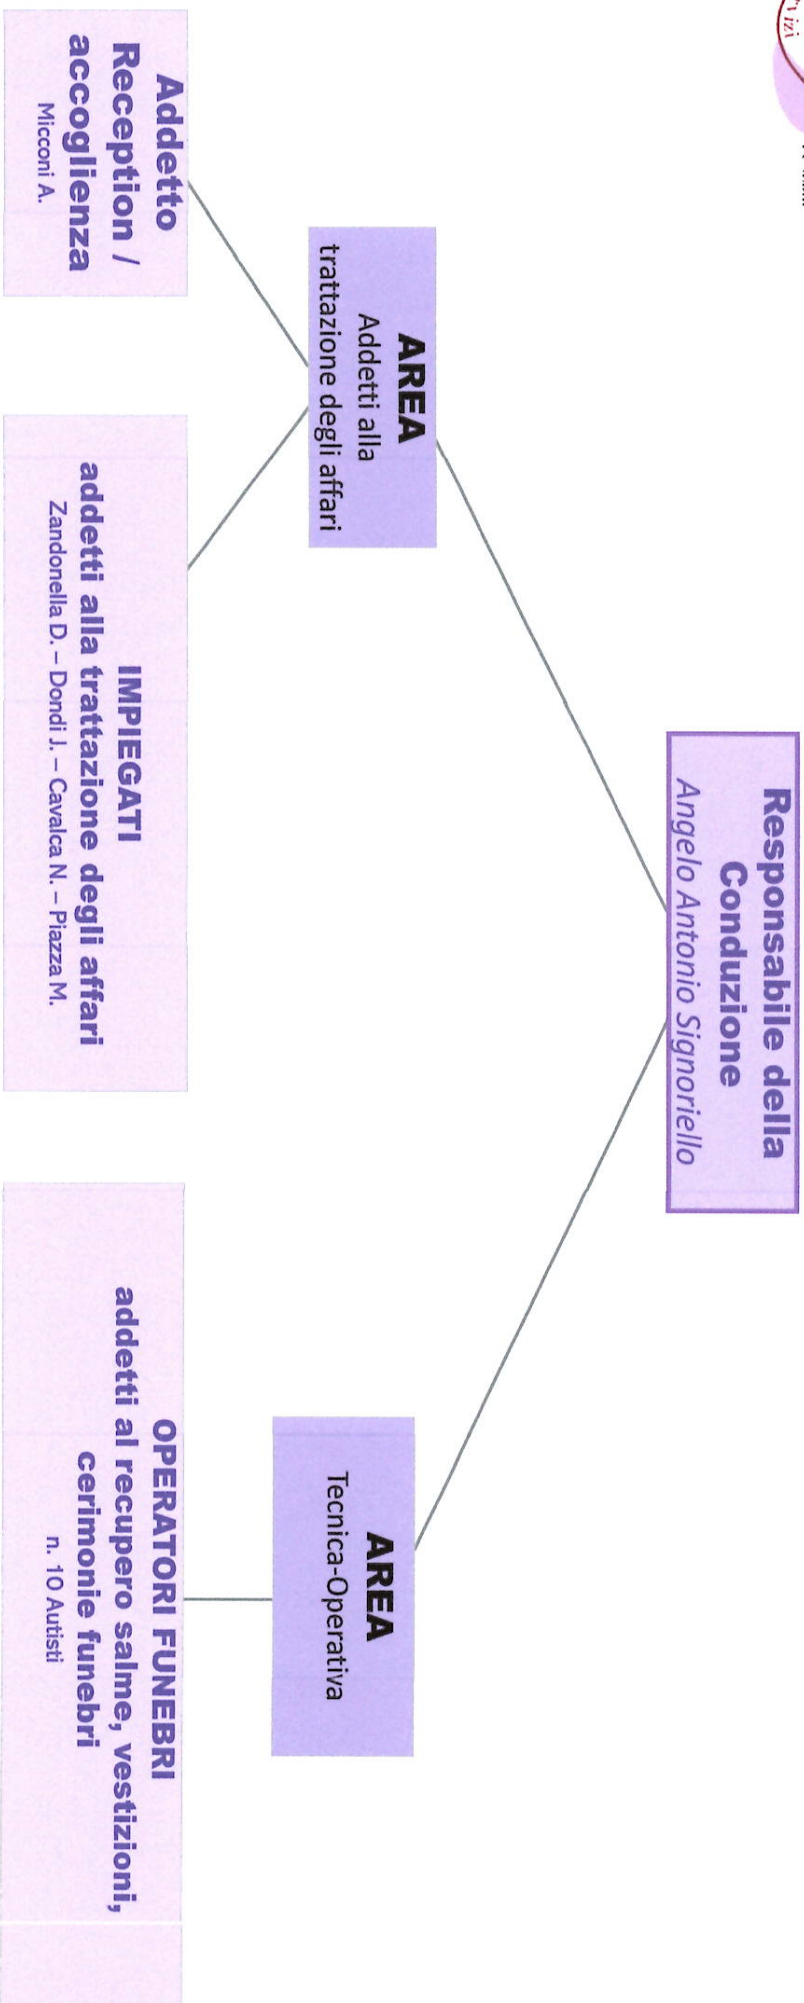 Responsabile della
Conduzione
Angelo Antonio Signoriello
AREA
Addetti alla
trattazione degli affari
AREA
Tecnica-Operativa
Addetto
Reception /
accoglienza
Micconi A.
IMPIEGATI
addetti alla trattazione degli affari
Zandonella D. – Dondi J. – Cavalca N. – Piazza M.
OPERATORI FUNEBRI
addetti al recupero salme, vestizioni,
cerimonie funebri
n. 10 Autisti